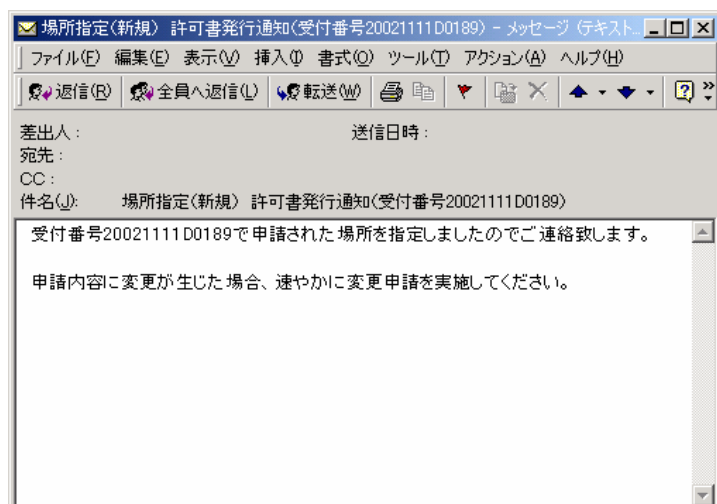 場所指定(新規) 許可書発行通知(受付番号20021111D0189) - メッセージ (テキスト...
ファイル(F) 編集(E) 表示(V) 挿入(I) 書式(O) ツール(T) アクション(A) ヘルプ(H)
返信(R) 全員へ返信(L) 転送(W)
差出人: 送信日時:
宛先:
CC:
件名(J): 場所指定(新規) 許可書発行通知(受付番号20021111D0189)
受付番号20021111D0189で申請された場所を指定しましたのでご連絡致します。
申請内容に変更が生じた場合、速やかに変更申請を実施してください。